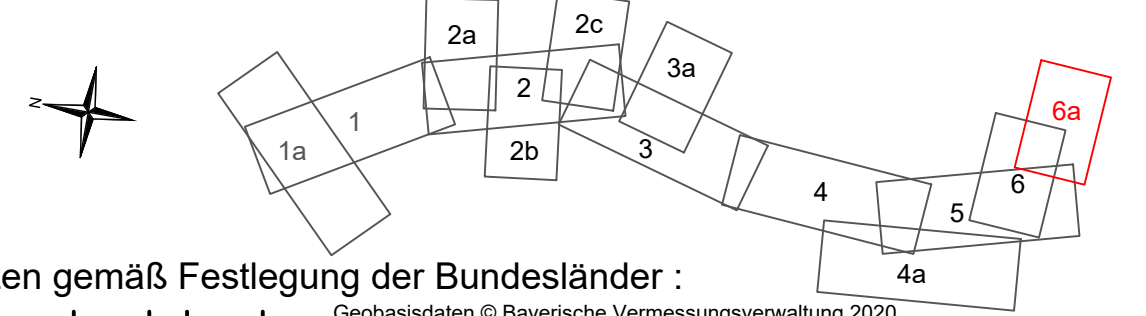 2c
2a
3a
2
6a
N
1
1a
2b
3
6
4
5
4a
en gemäß Festlegung der Bundesländer :
Geobasisdaten © Bayerische Vermessungsverwaltung 2020